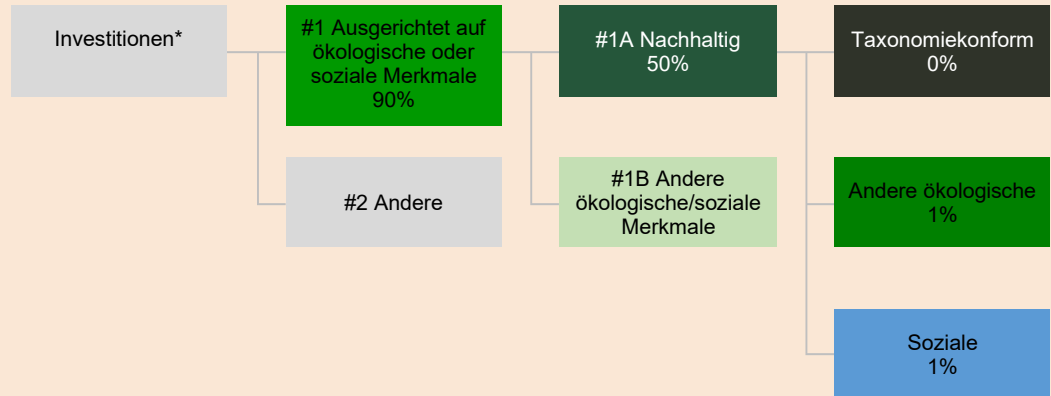 Investitionen*
#1 Ausgerichtet auf
ökologische oder
soziale Merkmale
90%
#1A Nachhaltig
50%
Taxonomiekonform
0%
#2 Andere
#1B Andere
ökologische/soziale
Merkmale
Andere ökologische
1%
Soziale
1%